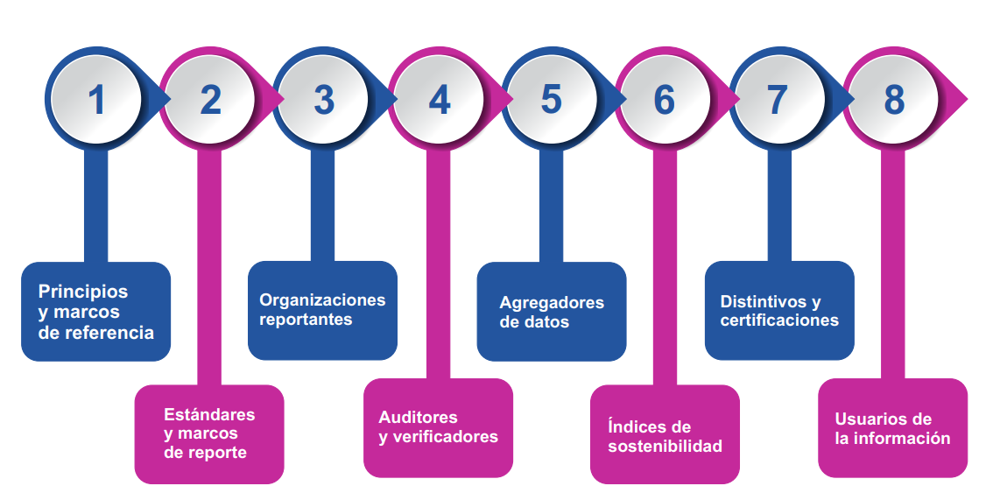 1
2
3
4
5
6
7
8
Principios
y marcos
de referencia
Estándares
y marcos
de reporte
Organizaciones
reportantes
Auditores
y verificadores
Agregadores
de datos
Índices de
sostenibilidad
Distintivos y
certificaciones
Usuarios de
la información